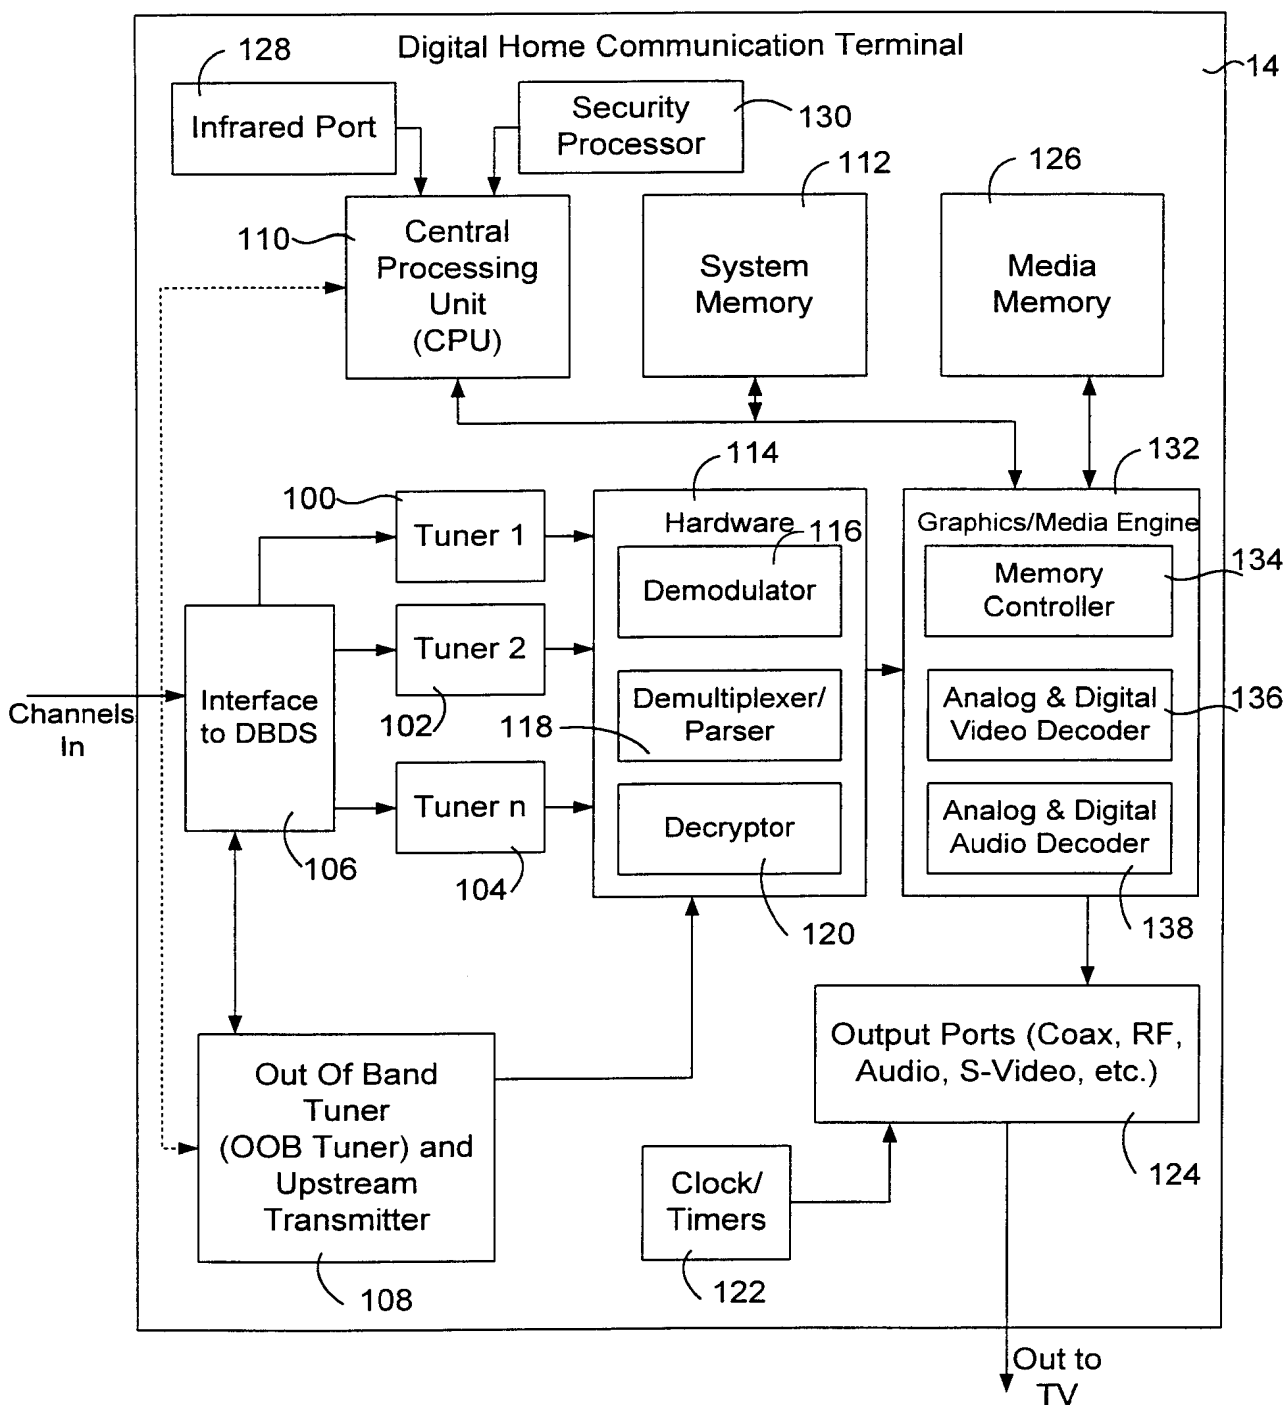 Digital Home Communication Terminal
14
128
Infrared Port
Security
Processor
130
112
126
110
Central
Processing
Unit
(CPU)
System
Memory
Media
Memory
114
132
100
Tuner 1
Hardware
116
Demodulator
Graphics/Media Engine
Memory
Controller
134
Tuner 2
102
Channels
In
Interface
to DBDS
Demultiplexer/
Parser
118
Analog & Digital
Video Decoder
136
Tuner n
104
106
Decryptor
120
Analog & Digital
Audio Decoder
138
Out Of Band
Tuner
(OOB Tuner) and
Upstream
Transmitter
108
Output Ports (Coax, RF,
Audio, S-Video, etc.)
124
Clock/
Timers
122
Out to
TV